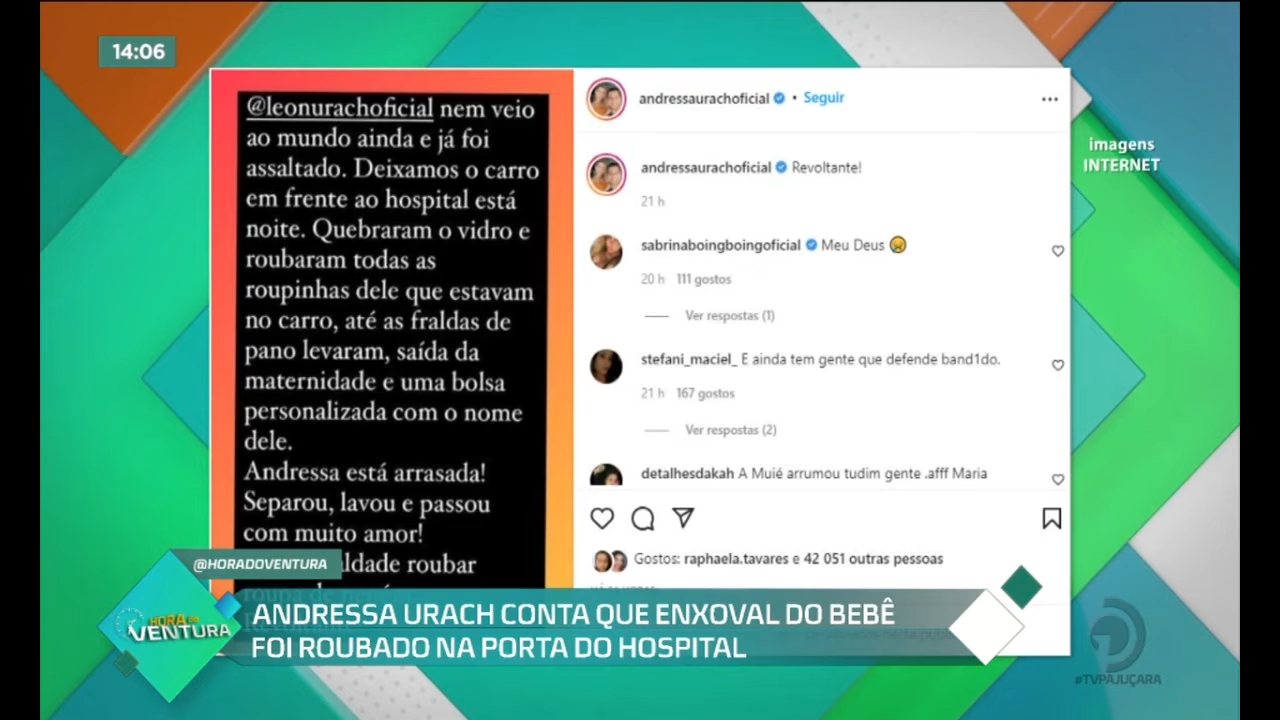 14:06
@leonurachoficial nem veio
ao mundo ainda e já foi
assaltado. Deixamos o carro
em frente ao hospital está
noite. Quebraram o vidro e
roubaram todas as
roupinhas dele que estavam
no carro, até as fraldas de
pano levaram, saída da
maternidade e uma bolsa
personalizada com o nome
dele.
Andressa está arrasada!
Separou, lavou e passou
com muito amor!
ldade roubar
andressaurachoficial • Seguir
andressaurachoficial Revoltante!
21 h
sabrinaboingboingoficial Meu Deus
20 h 111 gostos
Ver respostas (1)
stefani_maciel_ E ainda tem gente que defende band1do.
21 h 167 gostos
Ver respostas (2)
detalhesdakah A Muié arrumou tudim gente .afff Maria
Gostos: raphaela.tavares e 42 051 outras pessoas
imagens
INTERNET
@HORADOVENTURA
HORA DO
VENTURA
ANDRESSA URACH CONTA QUE ENXOVAL DO BEBÊ
FOI ROUBADO NA PORTA DO HOSPITAL
#TVPAJUÇARA